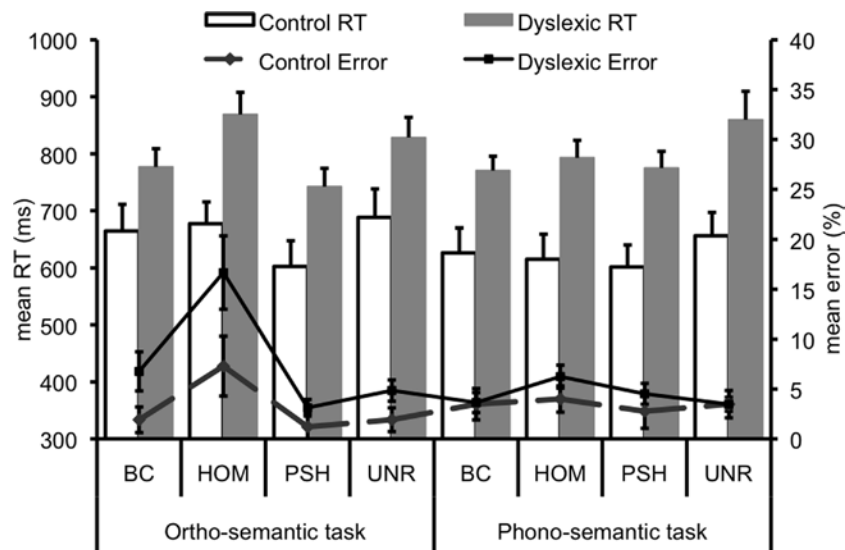 Control RT Dyslexic RT
Control Error Dyslexic Error
mean RT (ms)
1000
900
800
700
600
500
400
300
mean error (%)
40
35
30
25
20
15
10
5
0
BC HOM PSH UNR BC HOM PSH UNR
Ortho-semantic task Phono-semantic task